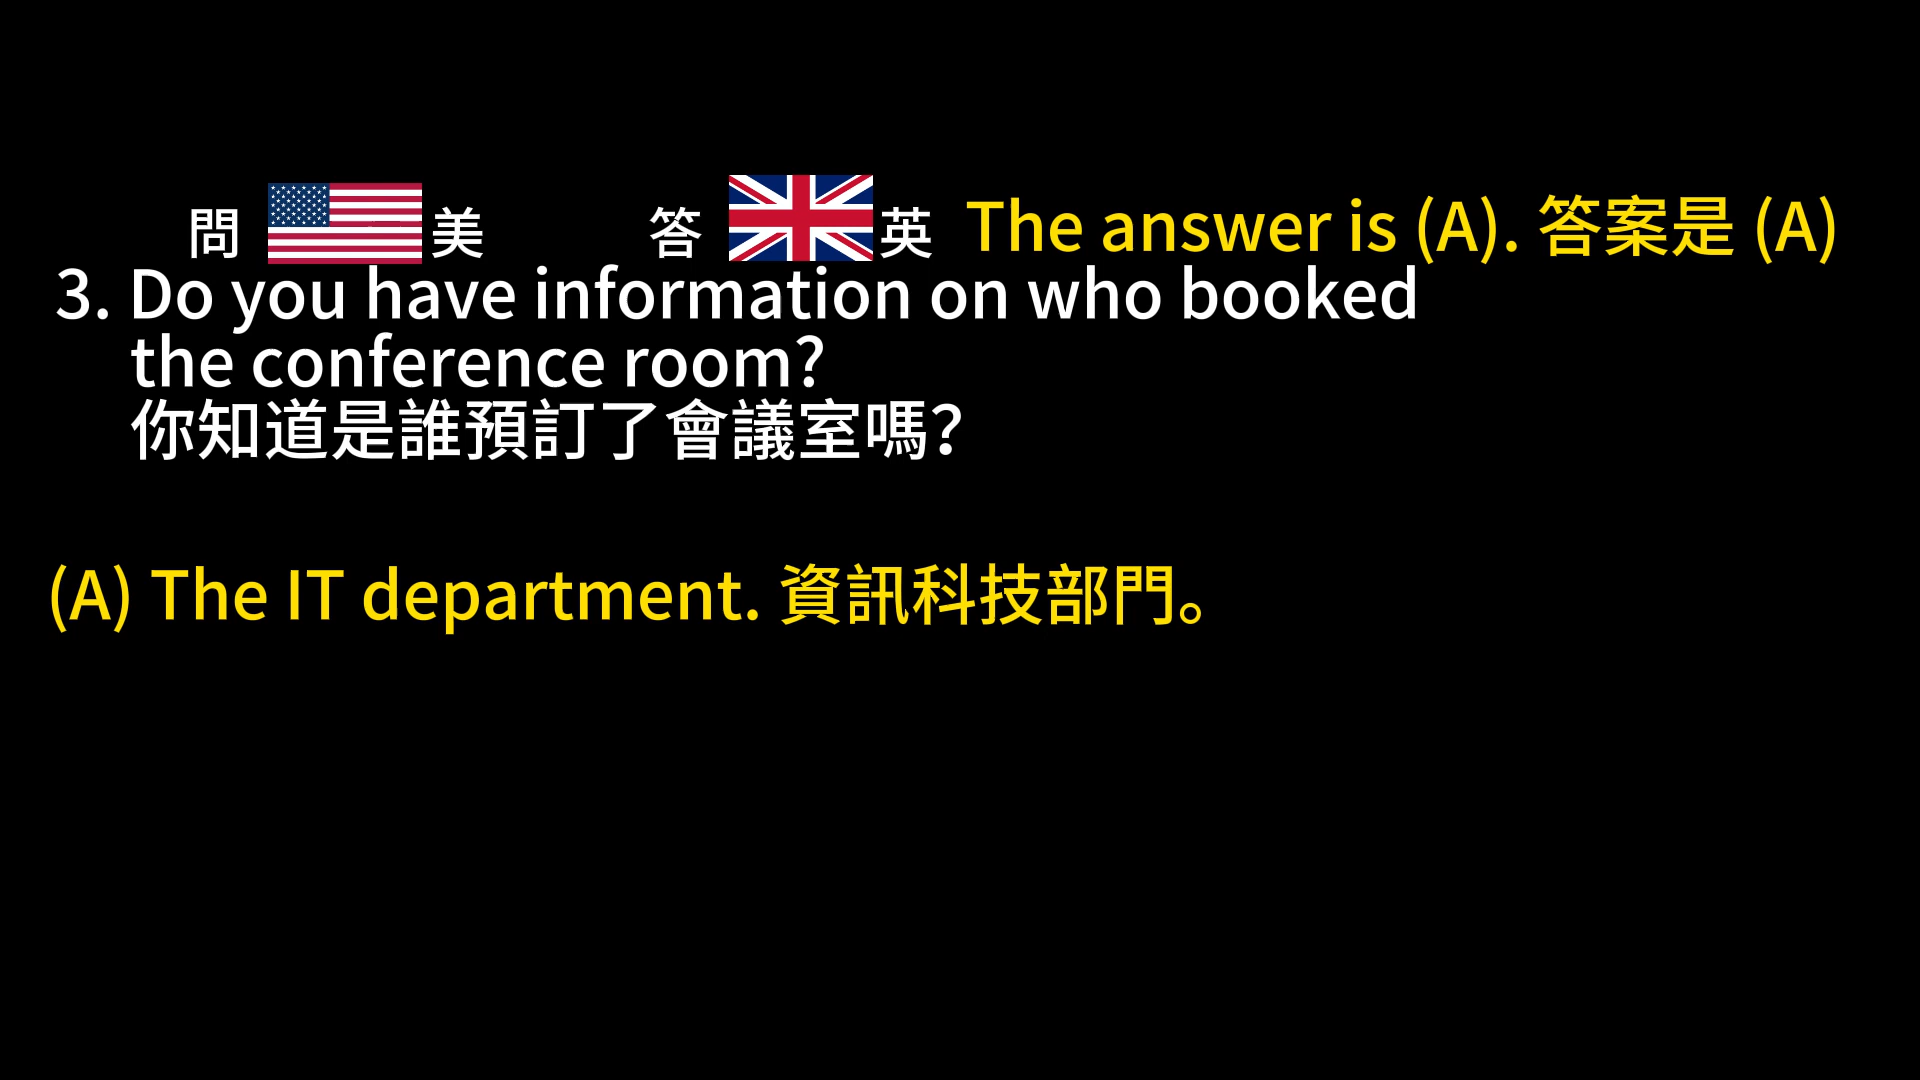 問 美 答 英 The answer is (A). 答案是 (A)
3. Do you have information on who booked
the conference room?
你知道是誰預訂了會議室嗎?
(A) The IT department. 資訊科技部門。